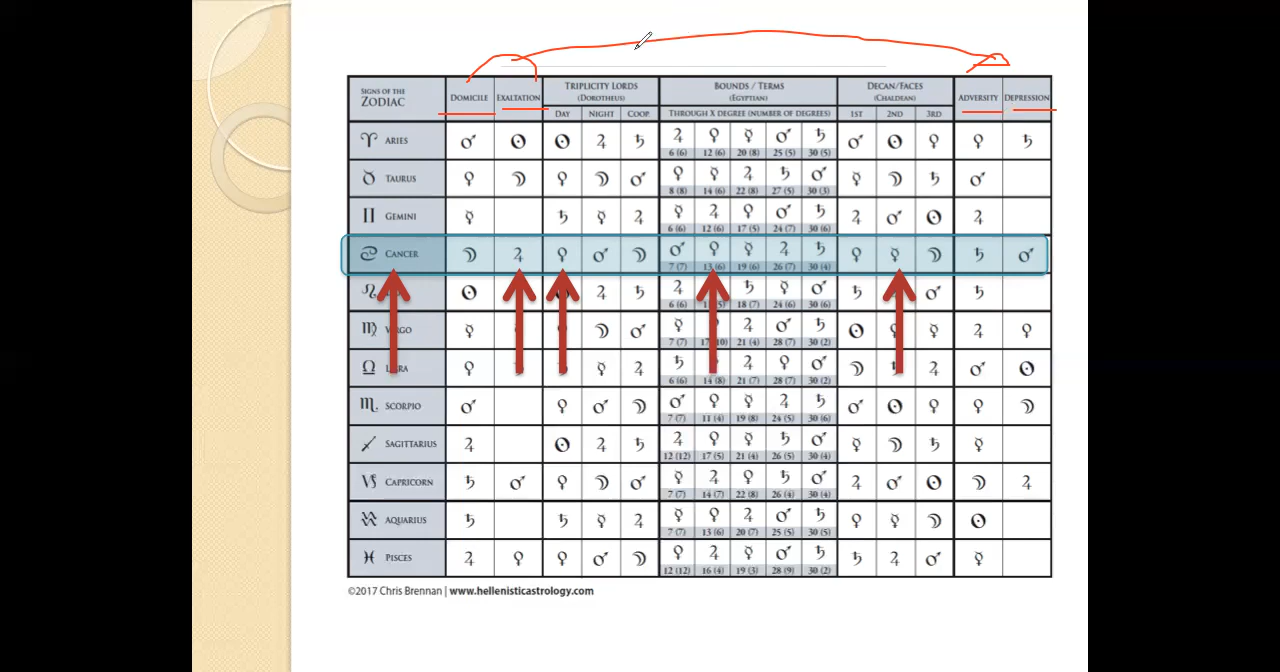 SIGNS OF THE ZODIAC DOMICILE EXALTATION TRIPLICITY LORDS (DOROTHEUS) BOUNDS / TERMS (EGYPTIAN) DECAN/FACES (CHALDEAN) ADVERSITY DEPRESSION
DAY NIGHT COOP. THROUGH X DEGREE (NUMBER OF DEGREES) 1ST 2ND 3RD
♈ ARIES ♂ ☉ ☉ ♃ ♄ ♃ ♀ ☿ ♂ ♄ ♂ ☉ ♀ ♀ ♄
6 (6) 12 (6) 20 (8) 25 (5) 30 (5)
♉ TAURUS ♀ ☽ ♀ ☽ ♂ ♀ ☿ ♃ ♄ ♂ ☿ ☽ ♄ ♂
8 (8) 14 (6) 22 (8) 27 (5) 30 (3)
♊ GEMINI ☿ ♄ ☿ ♃ ☿ ♃ ♀ ♂ ♄ ♃ ♂ ☉ ♃
6 (6) 12 (6) 17 (5) 24 (7) 30 (6)
♋ CANCER ☽ ♃ ♀ ♂ ☽ ♂ ♀ ☿ ♃ ♄ ♀ ☿ ☽ ♄ ♂
7 (7) 13 (6) 19 (6) 26 (7) 30 (4)
♌ ☉ ♃ ♄ ♃ ♄ ☿ ♂ ♄ ♂ ♄
6 (6) 18 (7) 24 (6) 30 (6)
♍ VIRGO ☿ ☽ ♂ ☿ ♃ ♂ ♄ ☉ ☿ ♃ ♀
7 (7) 17 (10) 21 (4) 28 (7) 30 (2)
♎ LIBRA ♀ ☿ ♃ ♄ ♃ ♀ ♂ ☽ ♃ ♂ ☉
6 (6) 14 (8) 21 (7) 28 (7) 30 (2)
♏ SCORPIO ♂ ♀ ♂ ☽ ♂ ♀ ☿ ♃ ♄ ♂ ☉ ♀ ♀ ☽
7 (7) 11 (4) 19 (8) 24 (5) 30 (6)
♐ SAGITTARIUS ♃ ☉ ♃ ♄ ♃ ♀ ☿ ♄ ♂ ☿ ☽ ♄ ☿
12 (12) 17 (5) 21 (4) 26 (5) 30 (4)
♑ CAPRICORN ♄ ♂ ♀ ☽ ♂ ☿ ♃ ♀ ♄ ♂ ♃ ♂ ☉ ☽ ♃
7 (7) 14 (7) 22 (8) 26 (4) 30 (4)
♒ AQUARIUS ♄ ♄ ☿ ♃ ☿ ♀ ♃ ♂ ♄ ♀ ☿ ☽ ☉
7 (7) 13 (6) 20 (7) 25 (5) 30 (5)
♓ PISCES ♃ ♀ ♀ ♂ ☽ ♀ ♃ ☿ ♂ ♄ ♄ ♃ ♂ ☿
12 (12) 16 (4) 19 (3) 28 (9) 30 (2)
©2017 Chris Brennan | www.hellenisticastrology.com